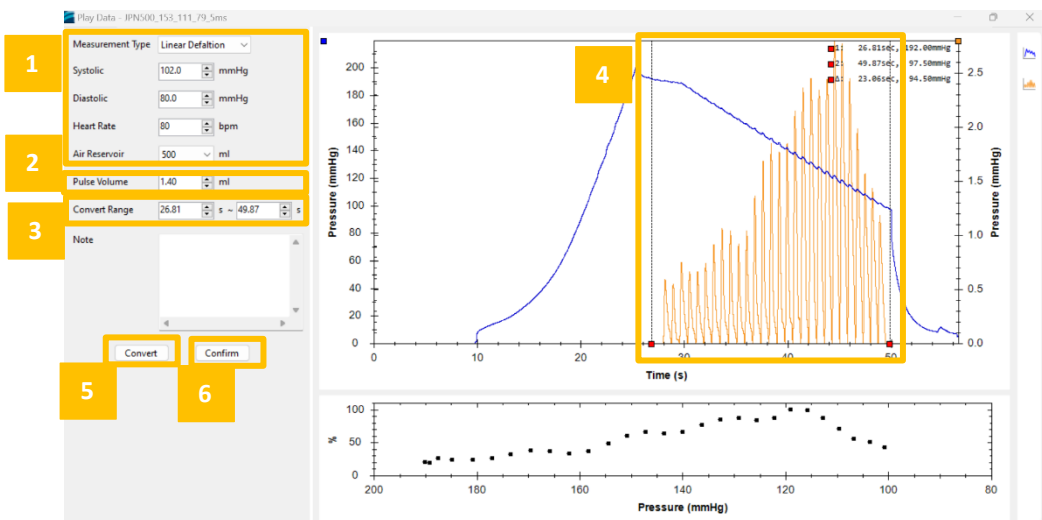 Play Data - JPN500_153_111_79_5ms
1
Measurement Type Linear Defaltion
Systolic 102.0 mmHg
Diastolic 80.0 mmHg
Heart Rate 80 bpm
Air Reservoir 500 ml
2
Pulse Volume 1.40 ml
3
Convert Range 26.81 s ~ 49.87 s
Note
Convert Confirm
5 6
4
1: 26.81sec, 192.00mmHg
2: 49.87sec, 97.50mmHg
Δ: 23.06sec, 94.50mmHg
Pressure (mmHg)
200
180
160
140
120
100
80
60
40
20
0
2.5
2.0
1.5
1.0
0.5
0.0
Pressure (mmHg)
0 10 20 30 40 50
Time (s)
%
100
50
0
200 180 160 140 120 100 80
Pressure (mmHg)